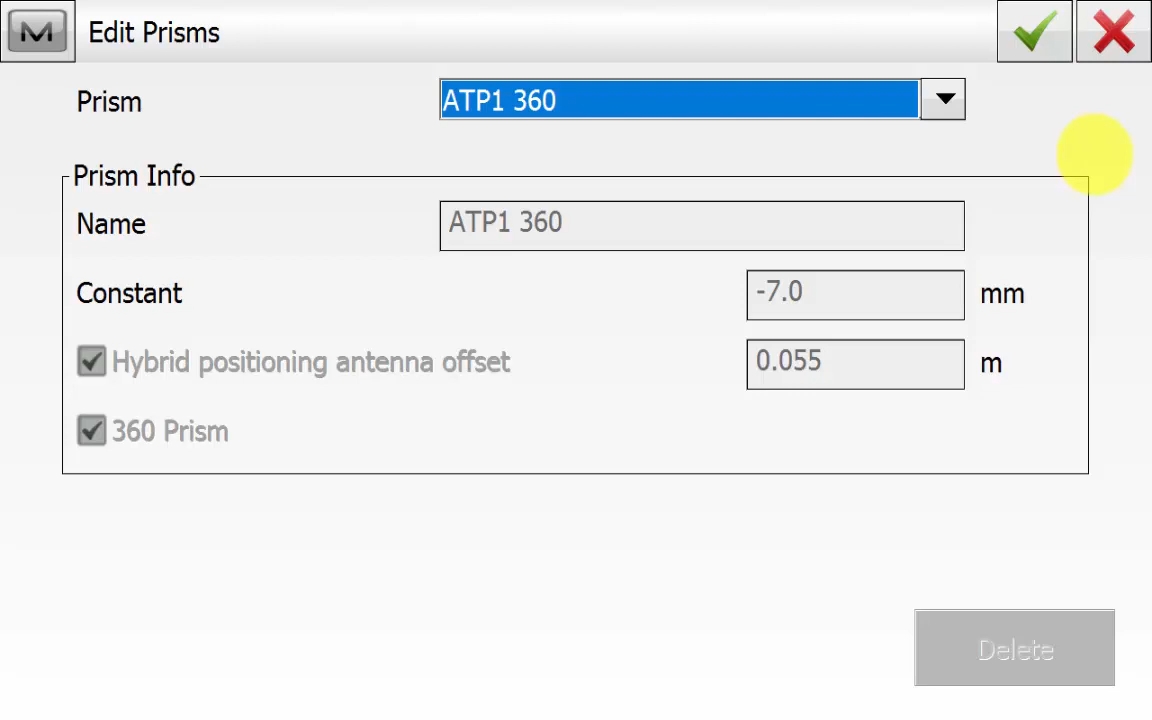 M Edit Prisms
Prism ATP1 360
Prism Info
Name ATP1 360
Constant -7.0 mm
Hybrid positioning antenna offset 0.055 m
360 Prism
Delete